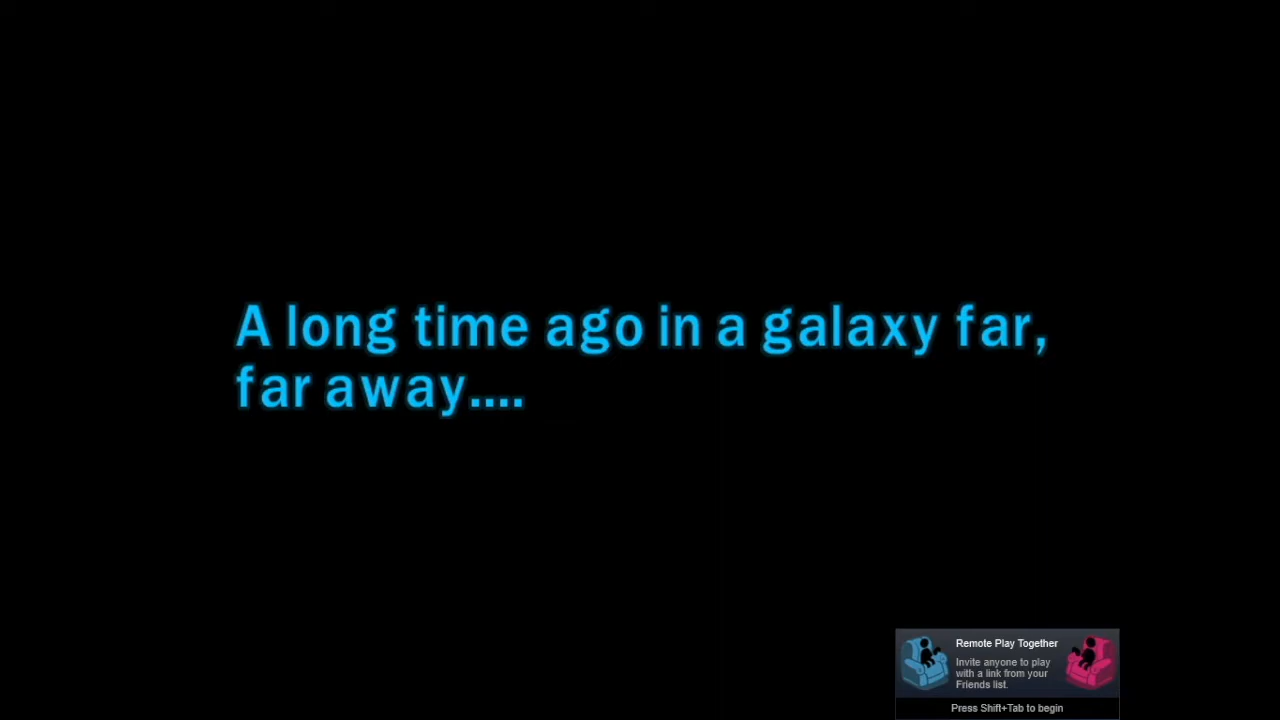 A long time ago in a galaxy far,
far away....
Remote Play Together
Invite anyone to play
with a link from your
Friends list.
Press Shift+Tab to begin